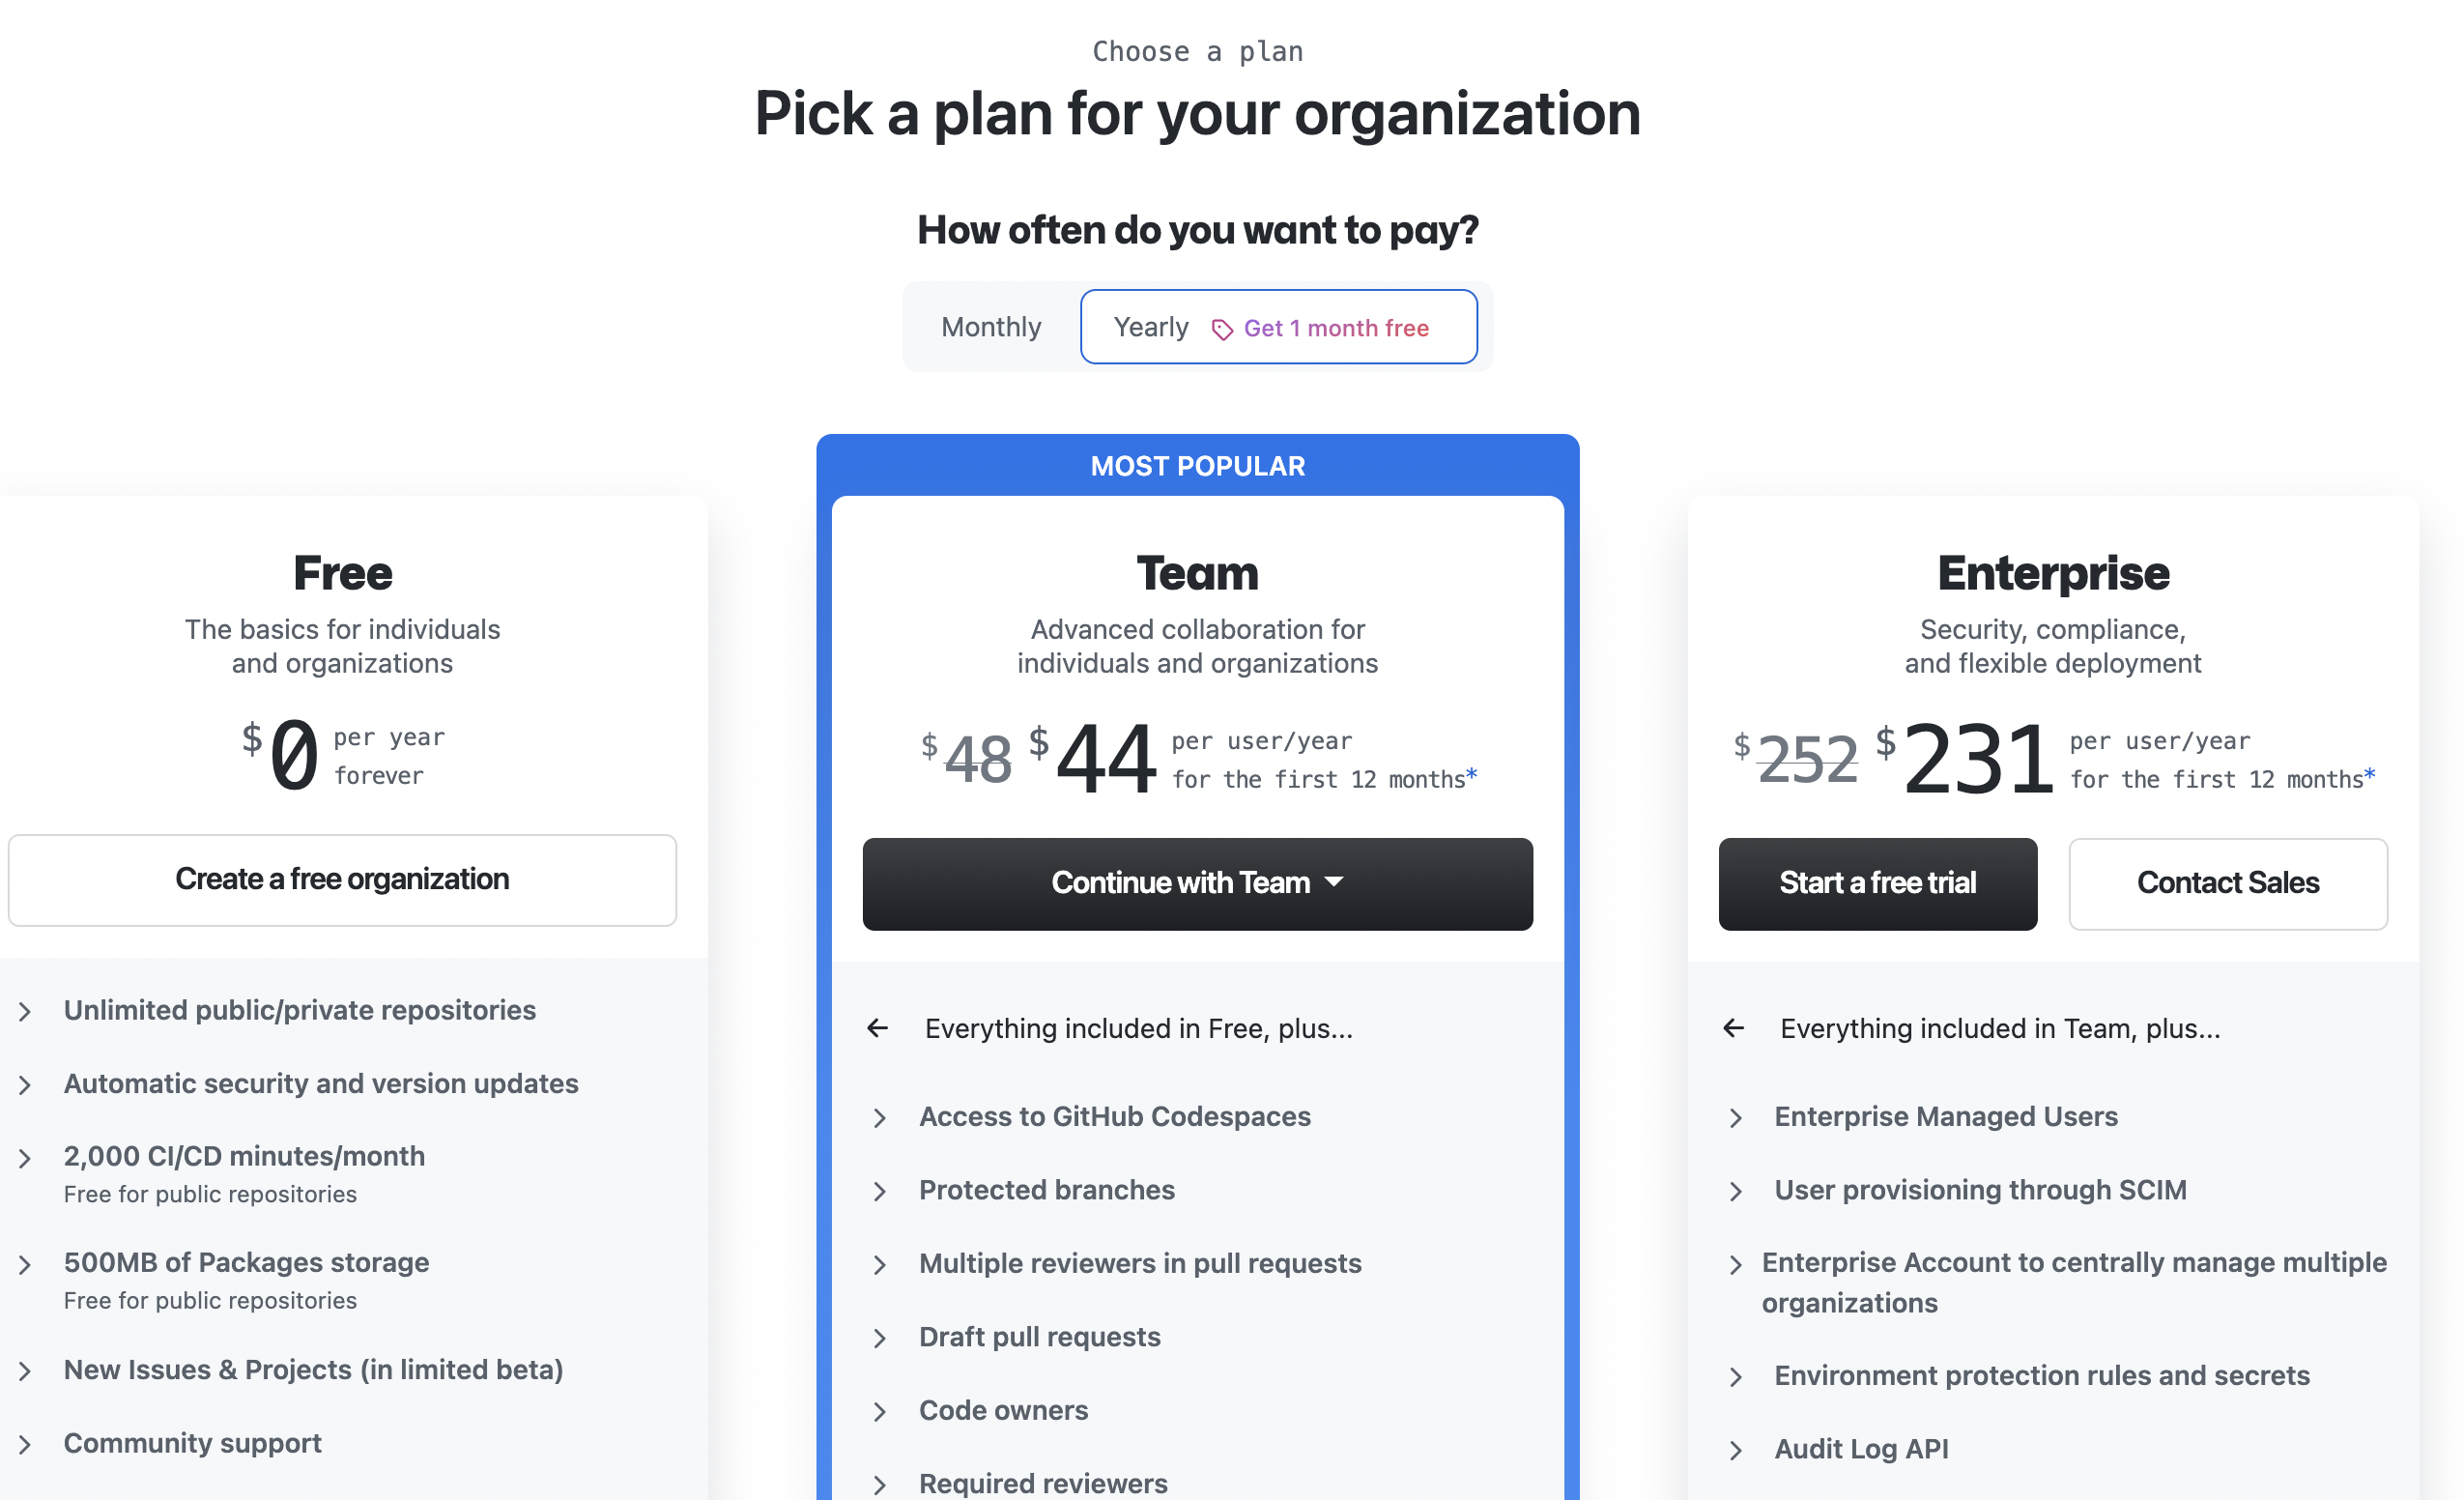 Choose a plan
Pick a plan for your organization
How often do you want to pay?
Monthly
Yearly Get 1 month free
Free
The basics for individuals
and organizations
$0 per year
forever
Create a free organization
Unlimited public/private repositories
Automatic security and version updates
2,000 CI/CD minutes/month
Free for public repositories
500MB of Packages storage
Free for public repositories
New Issues & Projects (in limited beta)
Community support
MOST POPULAR
Team
Advanced collaboration for
individuals and organizations
$48 $44 per user/year
for the first 12 months*
Continue with Team
Everything included in Free, plus...
Access to GitHub Codespaces
Protected branches
Multiple reviewers in pull requests
Draft pull requests
Code owners
Required reviewers
Enterprise
Security, compliance,
and flexible deployment
$252 $231 per user/year
for the first 12 months*
Start a free trial
Contact Sales
Everything included in Team, plus...
Enterprise Managed Users
User provisioning through SCIM
Enterprise Account to centrally manage multiple
organizations
Environment protection rules and secrets
Audit Log API